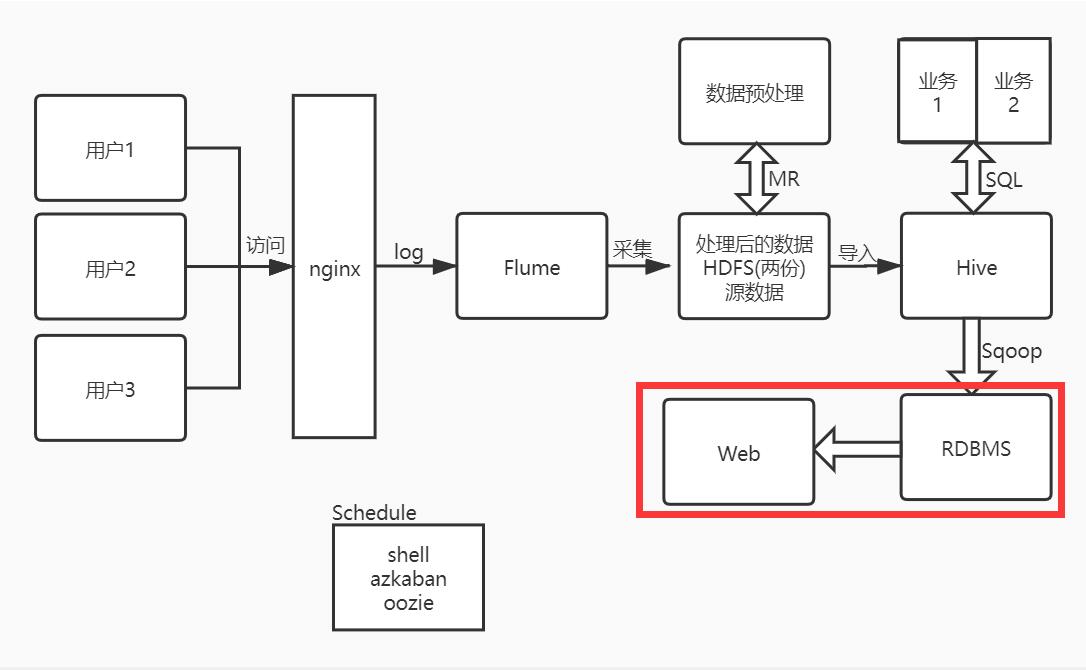 用户1
用户2
用户3
访问
nginx
log
Flume
采集
数据预处理
MR
处理后的数据
HDFS(两份)
源数据
导入
业务
1
业务
2
SQL
Hive
Sqoop
RDBMS
Web
Schedule
shell
azkaban
oozie